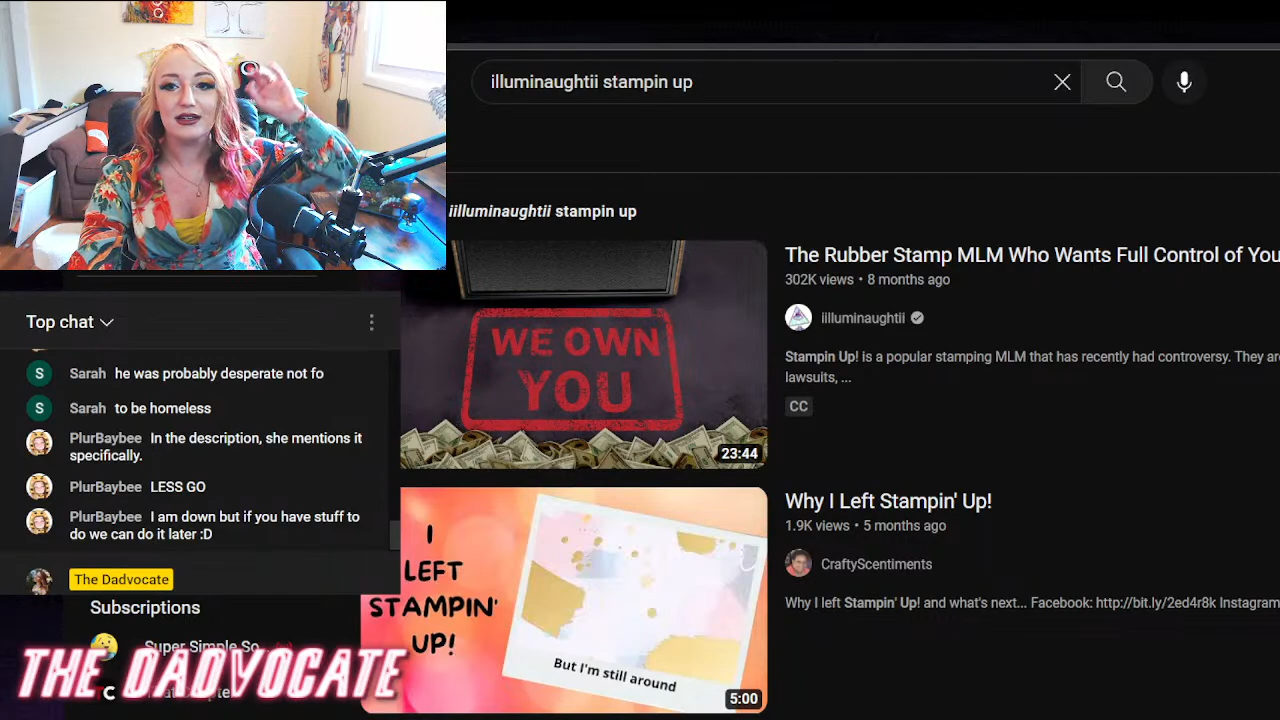 illuminaughtii stampin up
iilluminaughtii stampin up
The Rubber Stamp MLM Who Wants Full Control of You
302K views • 8 months ago
iilluminaughtii
Stampin Up! is a popular stamping MLM that has recently had controversy. They are
lawsuits, ...
CC
WE OWN
YOU
23:44
Top chat
S Sarah he was probably desperate not fo
S Sarah to be homeless
PlurBaybee In the description, she mentions it
specifically.
PlurBaybee LESS GO
PlurBaybee I am down but if you have stuff to
do we can do it later :D
The Dadvocate
Subscriptions
Super Simple So
THE DADVOCATE
I
LEFT
STAMPIN'
UP!
But I'm still around
5:00
Why I Left Stampin' Up!
1.9K views • 5 months ago
CraftyScentiments
Why I left Stampin' Up! and what's next... Facebook: http://bit.ly/2ed4r8k Instagram